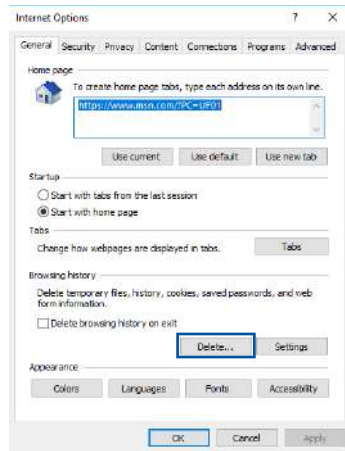 Internet Options
? X
General Security Privacy Content Connections Programs Advanced
Home page
To create home page tabs, type each address on its own line.
https://www.msn.com/?PC=UF01
Use current Use default Use new tab
Startup
Start with tabs from the last session
Start with home page
Tabs
Change how webpages are displayed in tabs. Tabs
Browsing history
Delete temporary files, history, cookies, saved passwords, and web
form information.
Delete browsing history on exit
Delete... Settings
Appearance
Colors Languages Fonts Accessibility
OK Cancel Apply